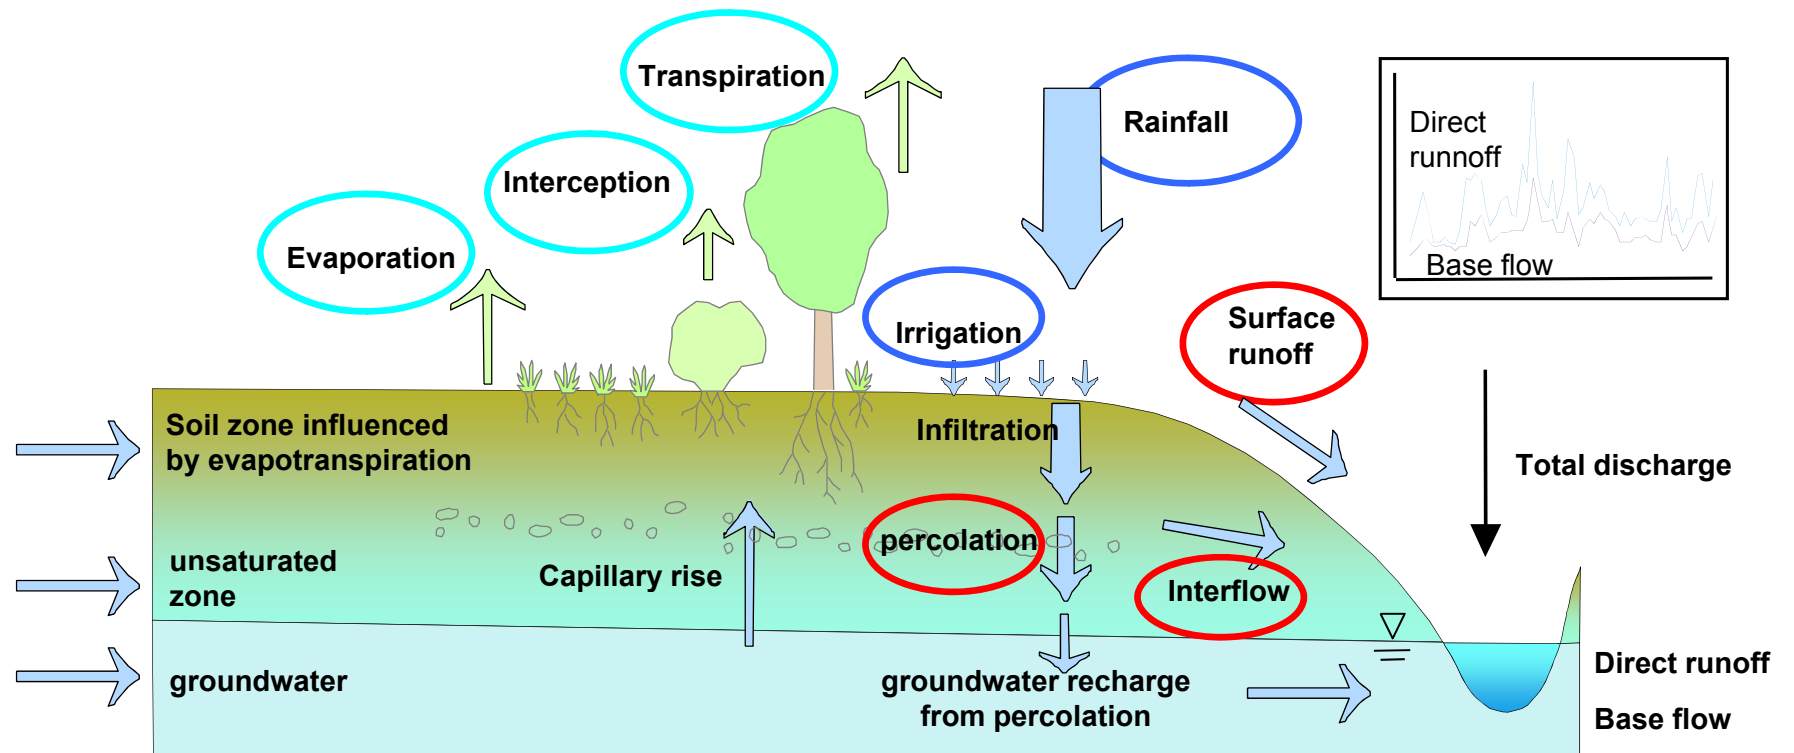 Transpiration
Rainfall
Direct
runnoff
Interception
Evaporation
Base flow
Irrigation
Surface
runoff
Soil zone influenced
by evapotranspiration
Infiltration
Total discharge
percolation
unsaturated
zone
Capillary rise
Interflow
groundwater
groundwater recharge
from percolation
Direct runoff
Base flow